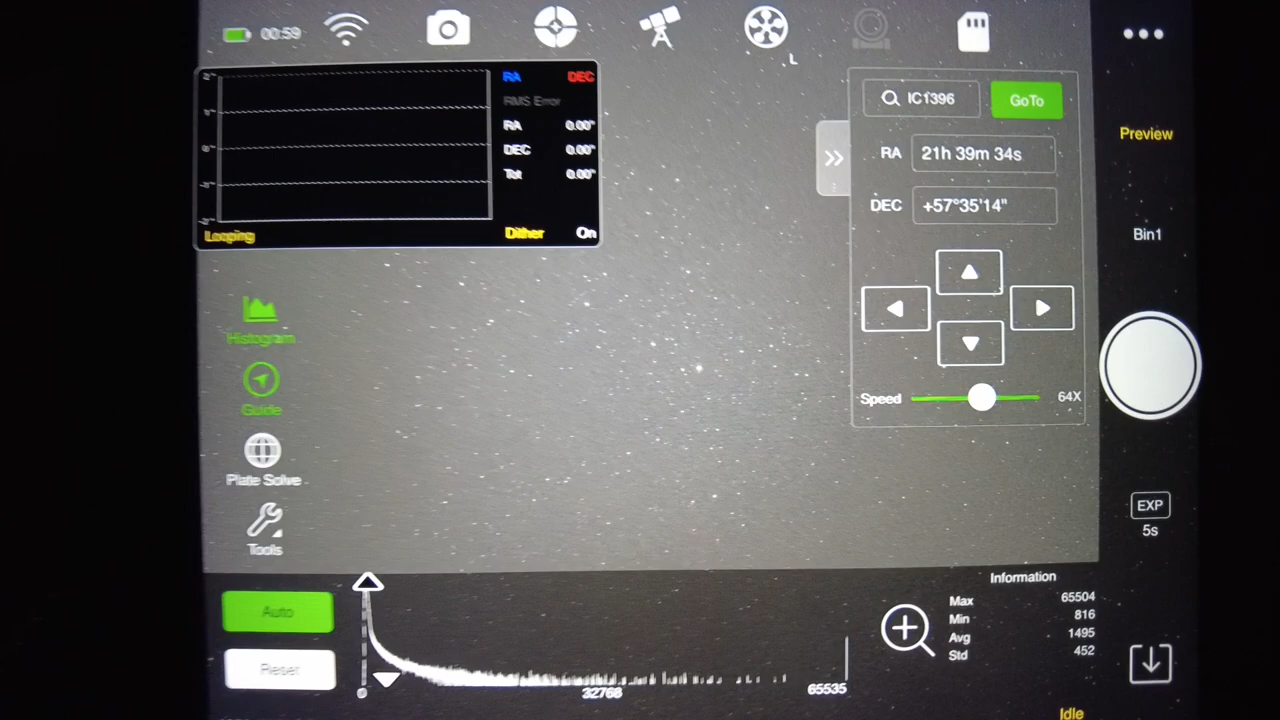 00:59
L
RA DEC
RMS Error
RA 0.00"
DEC 0.00"
Tot 0.00"
Looping
Dither On
IC1396 GoTo
RA 21h 39m 34s
DEC +57°35'14"
Speed 64X
Preview
Bin1
EXP
5s
Histogram
Guide
Plate Solve
Tools
Auto
Reset
0
32768
65535
Information
Max 65504
Min 816
Avg 1495
Std 452
Idle